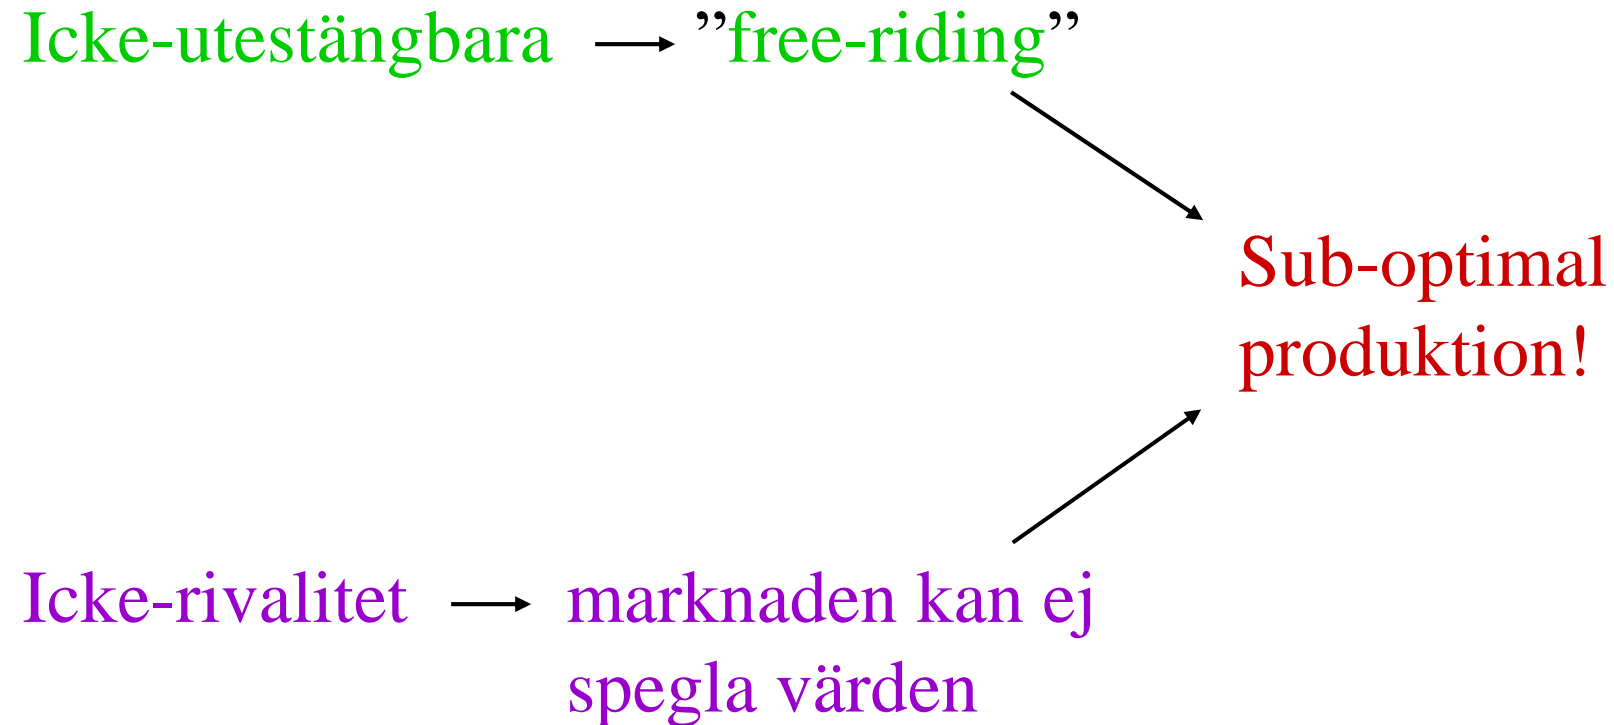 Icke-utestängbara ”free-riding”
Sub-optimal
produktion!
Icke-rivalitet marknaden kan ej
spegla värden